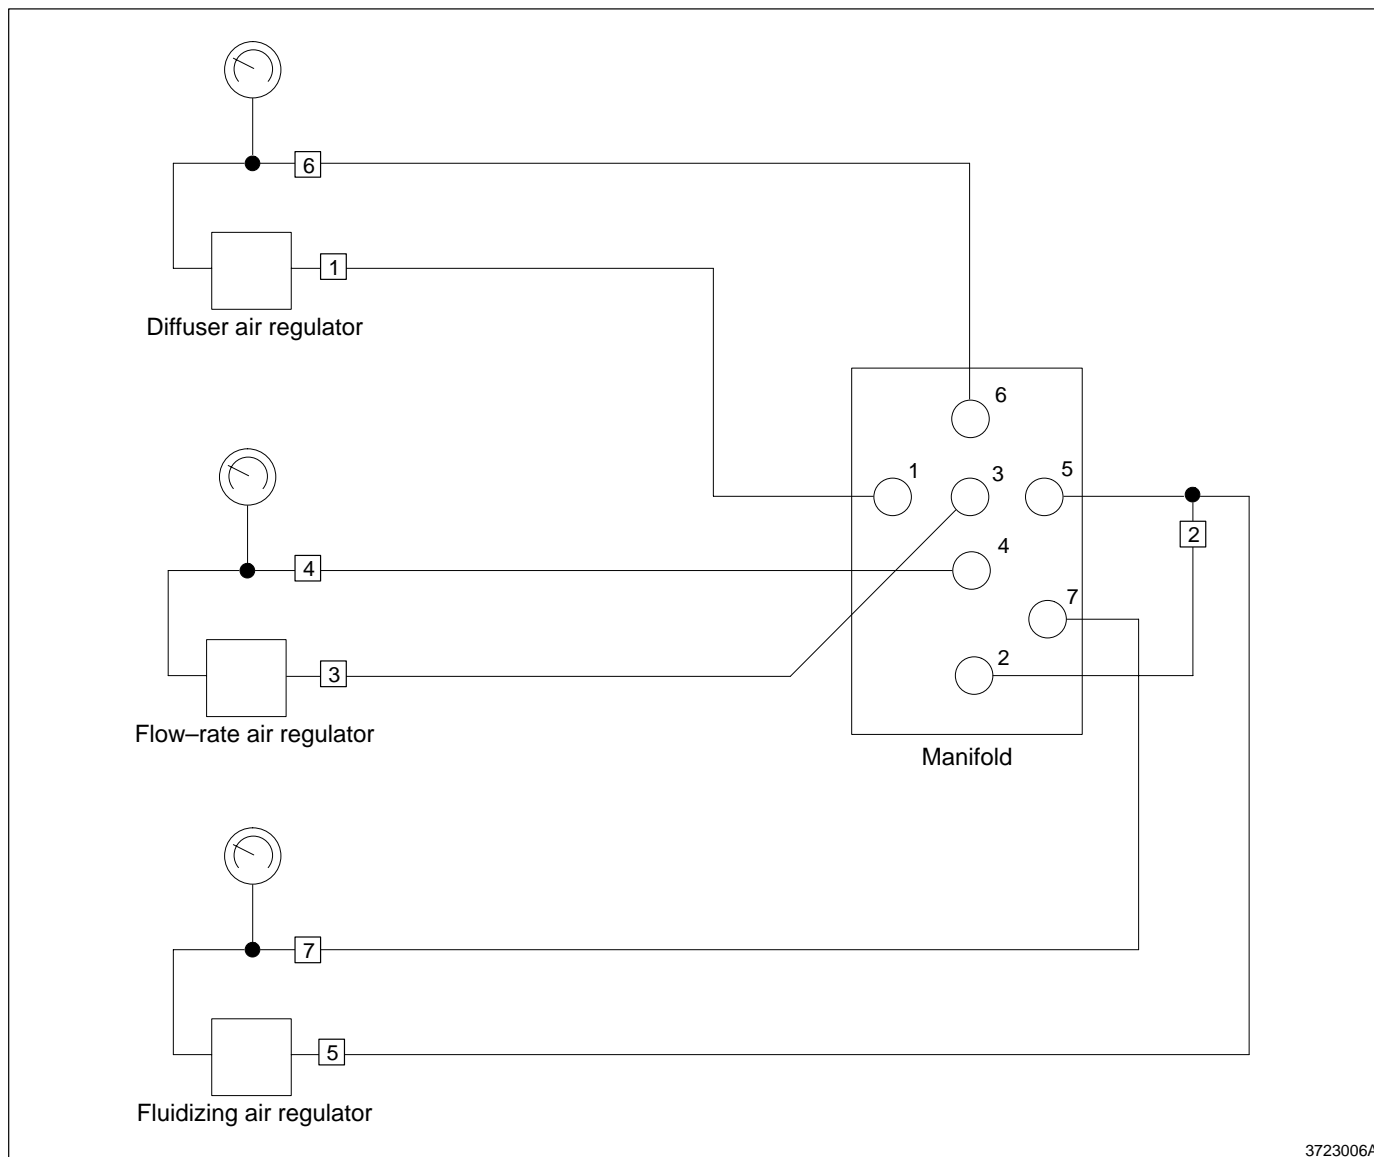 6
1
Diffuser air regulator
6
1
3
5
2
4
4
7
3
2
Flow–rate air regulator
Manifold
7
5
Fluidizing air regulator
3723006A